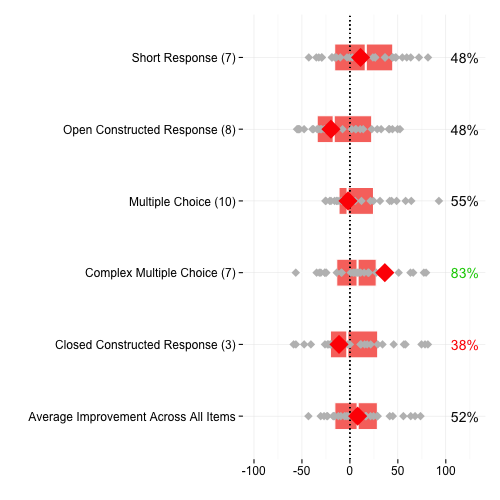 Short Response (7) 48%
Open Constructed Response (8) 48%
Multiple Choice (10) 55%
Complex Multiple Choice (7) 83%
Closed Constructed Response (3) 38%
Average Improvement Across All Items 52%
-100 -50 0 50 100